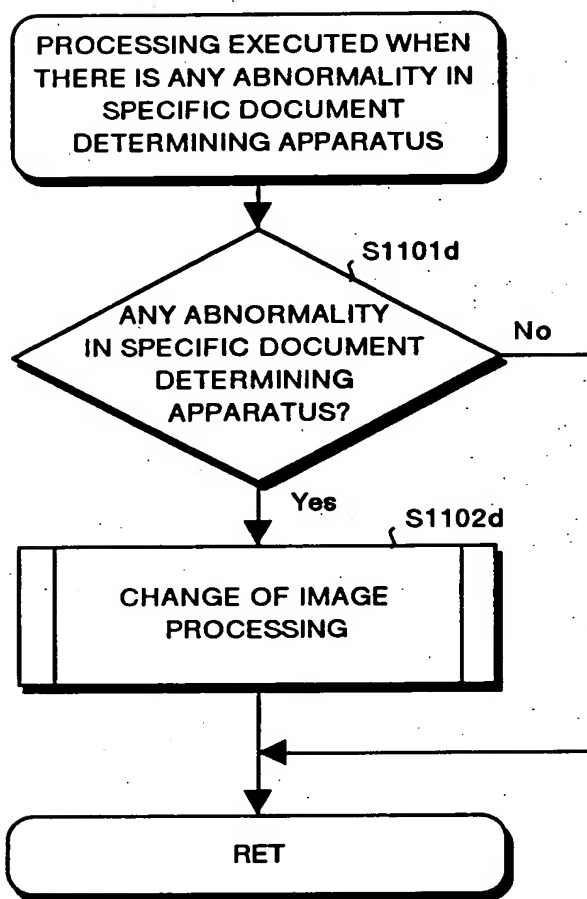 PROCESSING EXECUTED WHEN
THERE IS ANY ABNORMALITY IN
SPECIFIC DOCUMENT
DETERMINING APPARATUS
S1101d
ANY ABNORMALITY
IN SPECIFIC DOCUMENT
DETERMINING
APPARATUS?
No
Yes
S1102d
CHANGE OF IMAGE
PROCESSING
RET